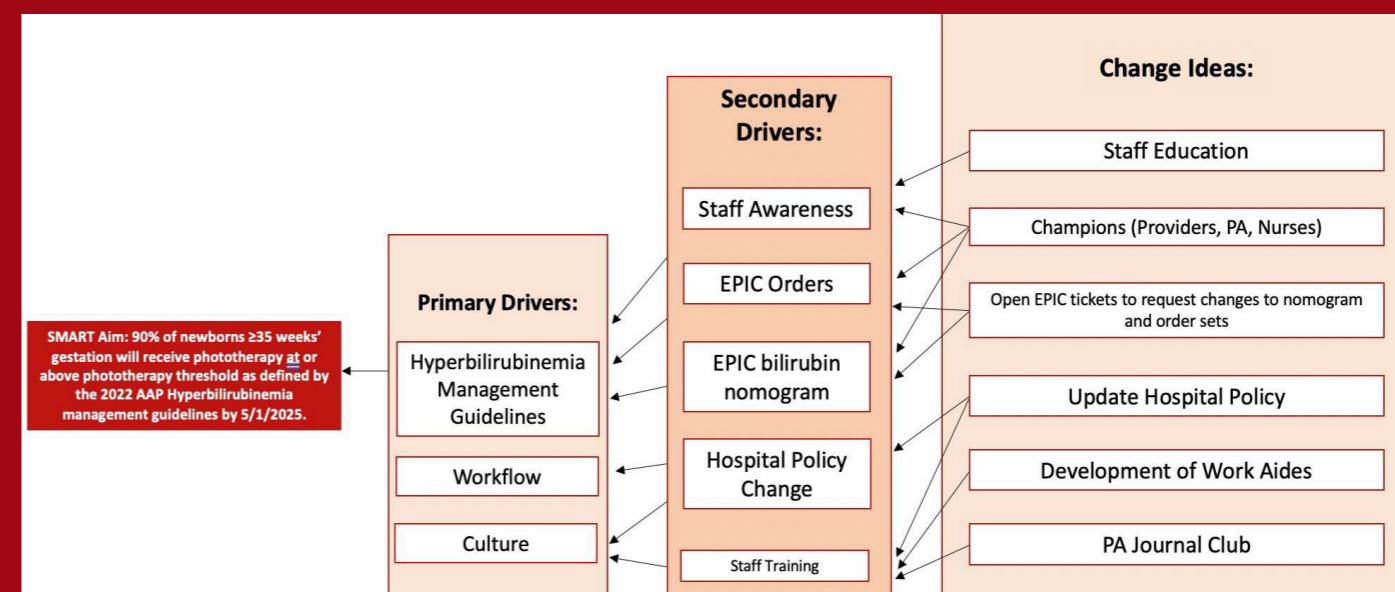 SMART Aim: 90% of newborns ≥35 weeks’
gestation will receive phototherapy at or
above phototherapy threshold as defined by
the 2022 AAP Hyperbilirubinemia
management guidelines by 5/1/2025.
Primary Drivers:
Hyperbilirubinemia
Management
Guidelines
Workflow
Culture
Secondary
Drivers:
Staff Awareness
EPIC Orders
EPIC bilirubin
nomogram
Hospital Policy
Change
Staff Training
Change Ideas:
Staff Education
Champions (Providers, PA, Nurses)
Open EPIC tickets to request changes to nomogram
and order sets
Update Hospital Policy
Development of Work Aides
PA Journal Club